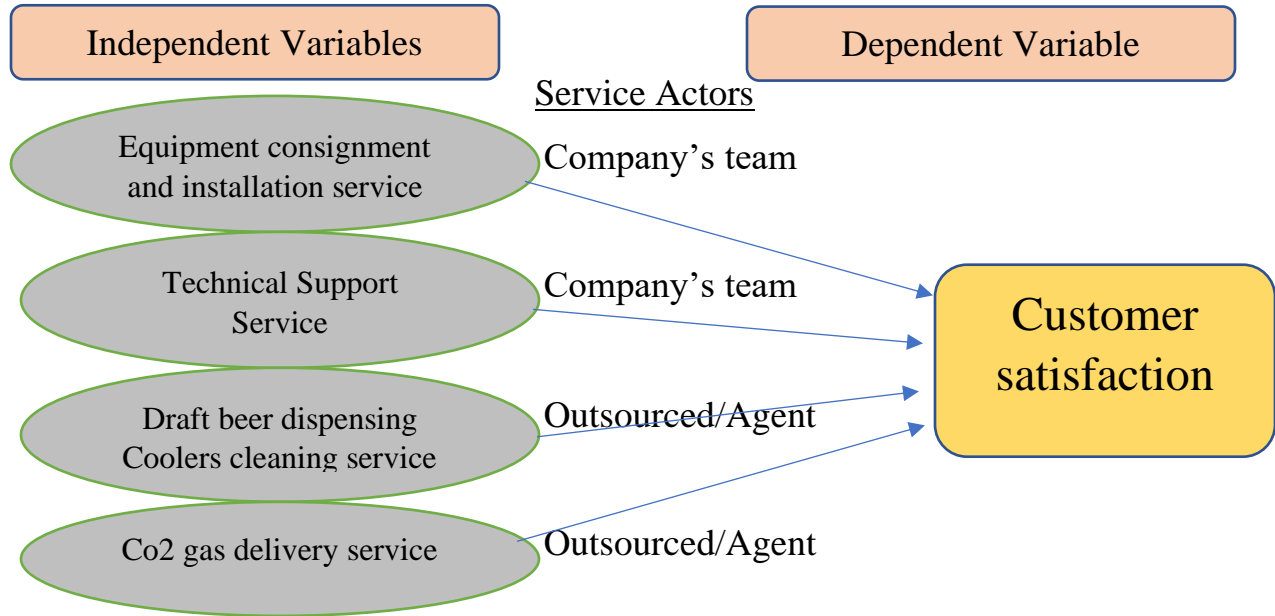 Independent Variables
Dependent Variable
Service Actors
Equipment consignment
and installation service
Company’s team
Technical Support
Service
Company’s team
Draft beer dispensing
Coolers cleaning service
Outsourced/Agent
Co2 gas delivery service
Outsourced/Agent
Customer
satisfaction